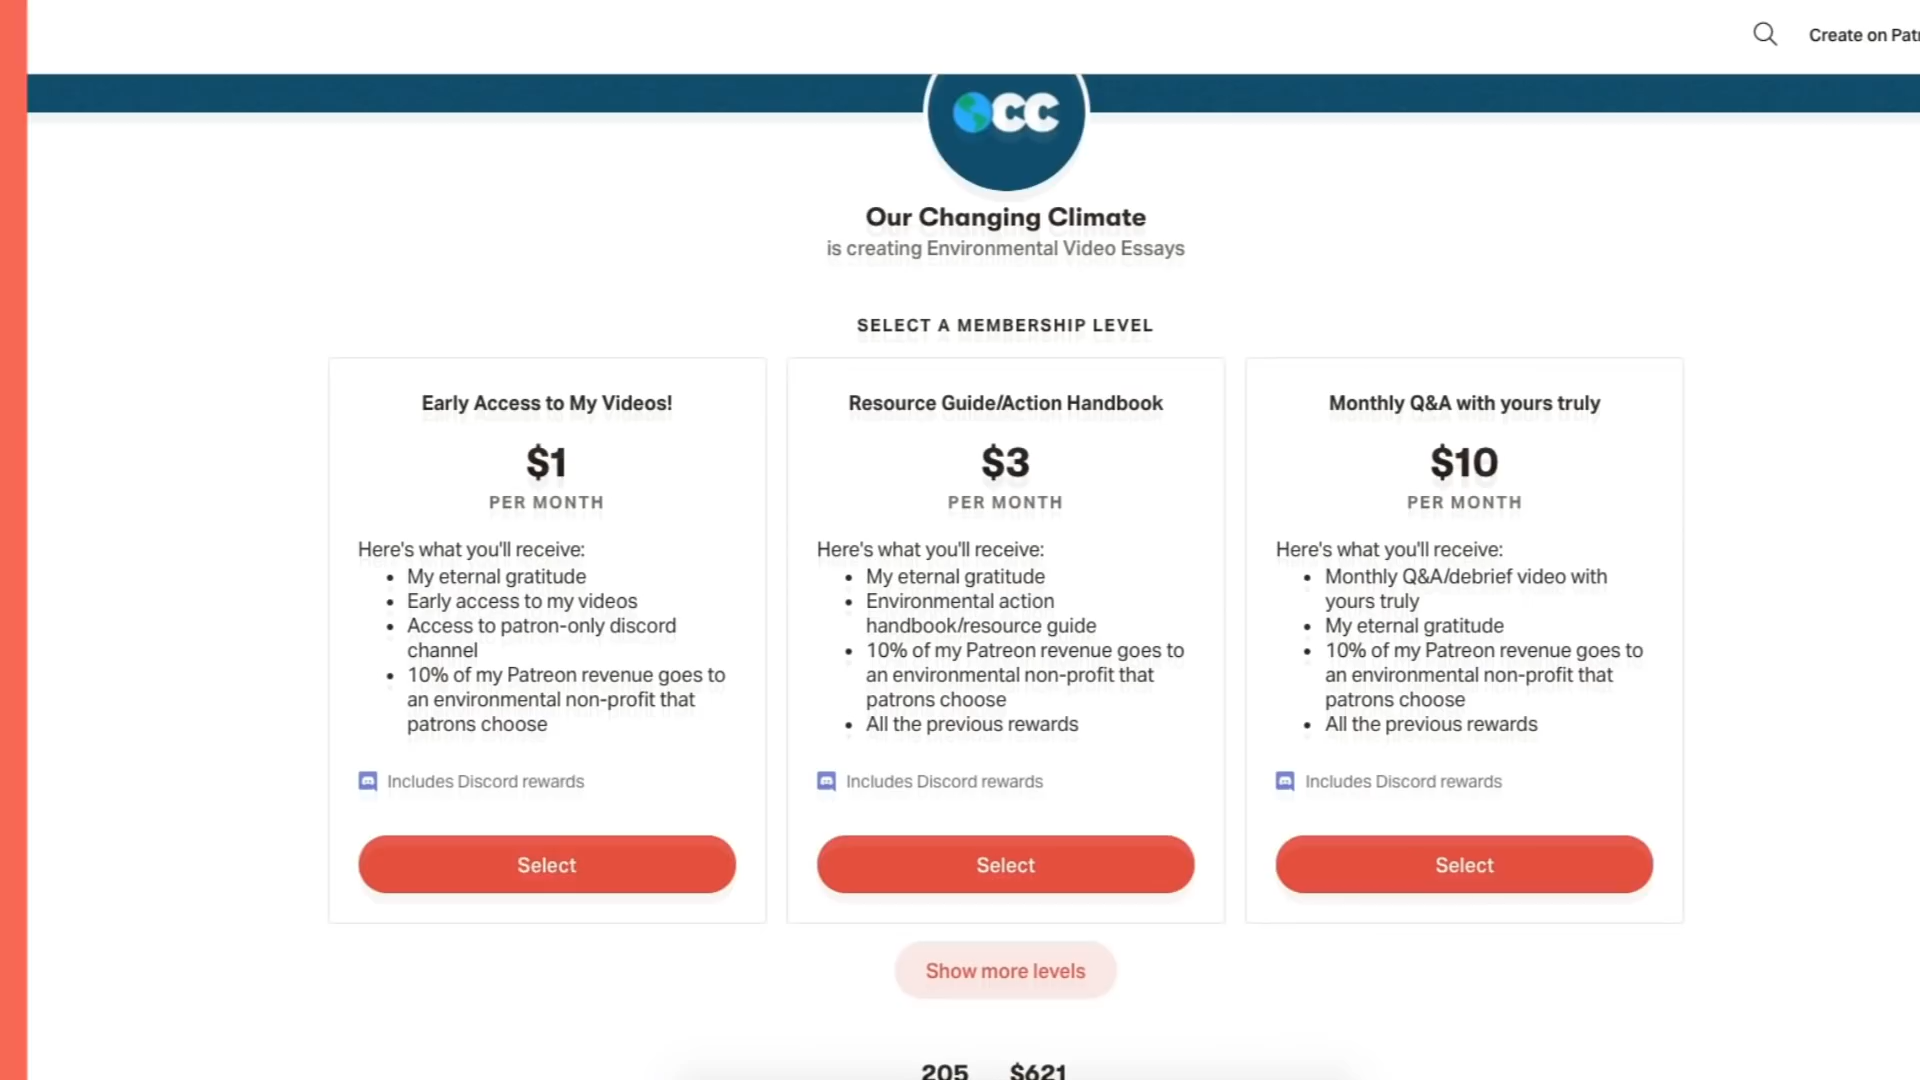 Create on Patr
CC
Our Changing Climate
is creating Environmental Video Essays
SELECT A MEMBERSHIP LEVEL
Early Access to My Videos!
$1
PER MONTH
Here's what you'll receive:
• My eternal gratitude
• Early access to my videos
• Access to patron-only discord
channel
• 10% of my Patreon revenue goes to
an environmental non-profit that
patrons choose
Includes Discord rewards
Select
Resource Guide/Action Handbook
$3
PER MONTH
Here's what you'll receive:
• My eternal gratitude
• Environmental action
handbook/resource guide
• 10% of my Patreon revenue goes to
an environmental non-profit that
patrons choose
• All the previous rewards
Includes Discord rewards
Select
Monthly Q&A with yours truly
$10
PER MONTH
Here's what you'll receive:
• Monthly Q&A/debrief video with
yours truly
• My eternal gratitude
• 10% of my Patreon revenue goes to
an environmental non-profit that
patrons choose
• All the previous rewards
Includes Discord rewards
Select
Show more levels
205 $621